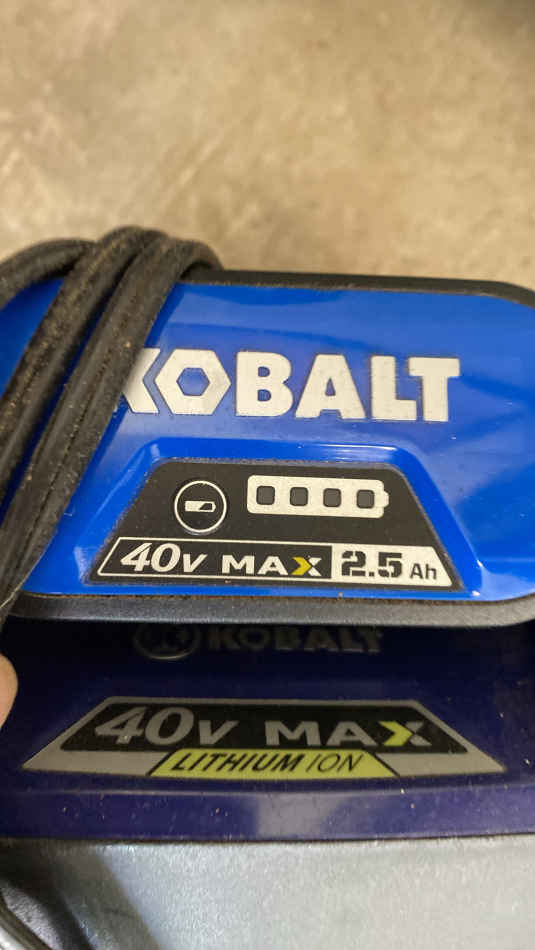 KOBALT
40V MAX 2.5 Ah
KOBALT
40V MAX
LITHIUM ION